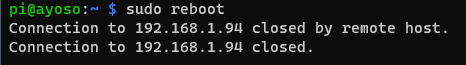 pi@ayoso:~ $ sudo reboot
Connection to 192.168.1.94 closed by remote host.
Connection to 192.168.1.94 closed.